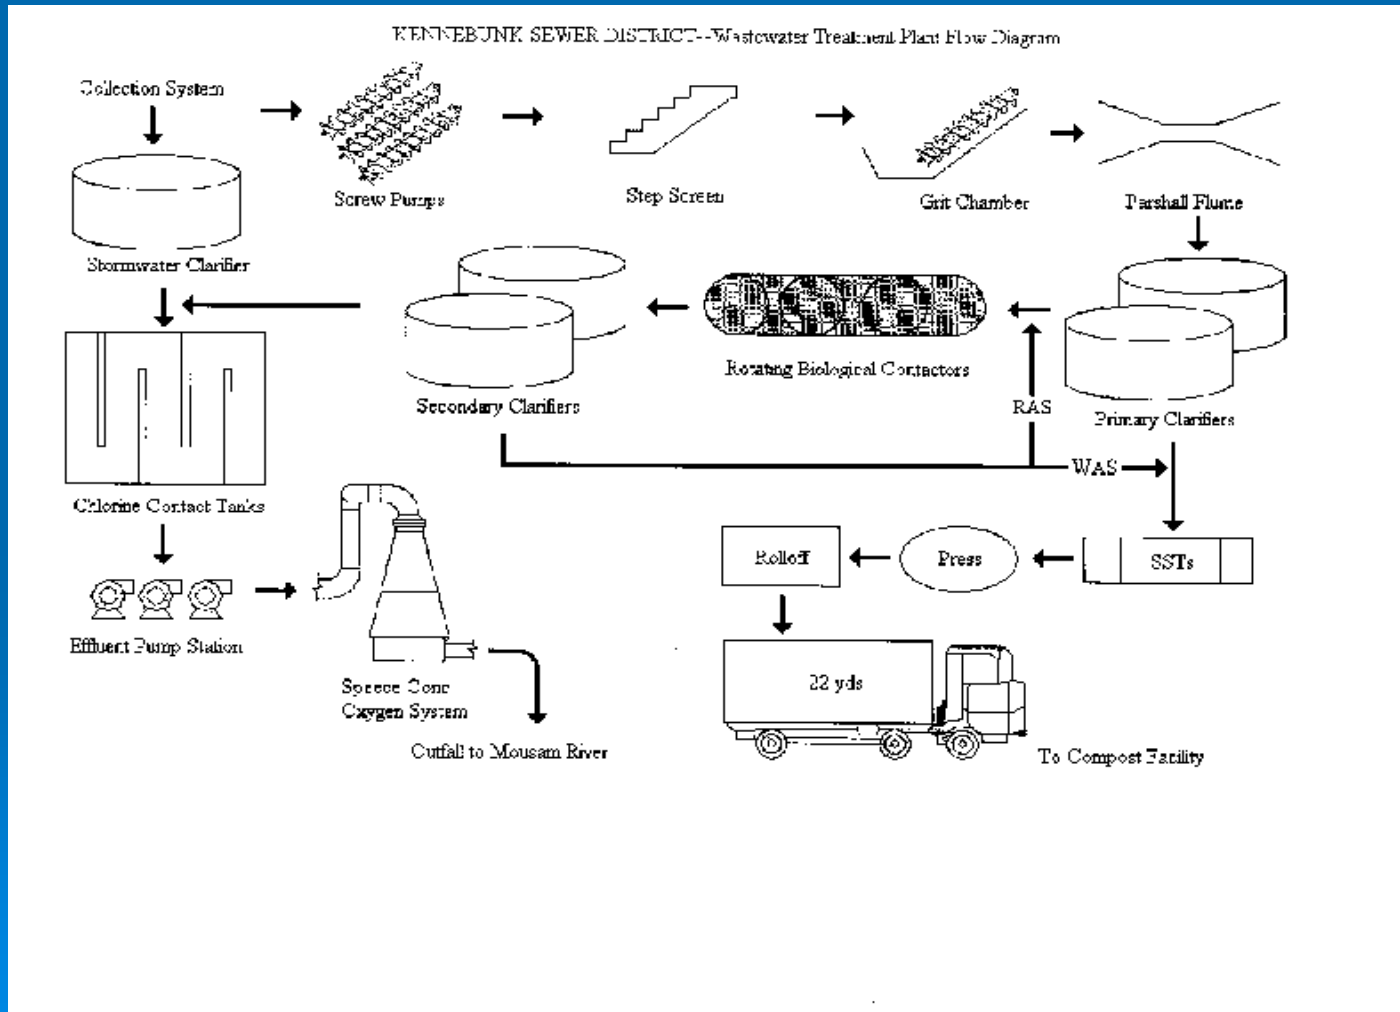 KENNEBUNK SEWER DISTRICT--Wastewater Treatment Plant Flow Diagram
Collection System
Screw Pumps
Step Screen
Grit Chamber
Parshall Flume
Stormwater Clarifier
Rotating Biological Contactors
Secondary Clarifiers
RAS
Primary Clarifiers
WAS
Chlorine Contact Tanks
Rolloff
Press
SSTs
Effluent Pump Station
Speece Cone
Oxygen System
22 yds
Outfall to Mousam River
To Compost Facility